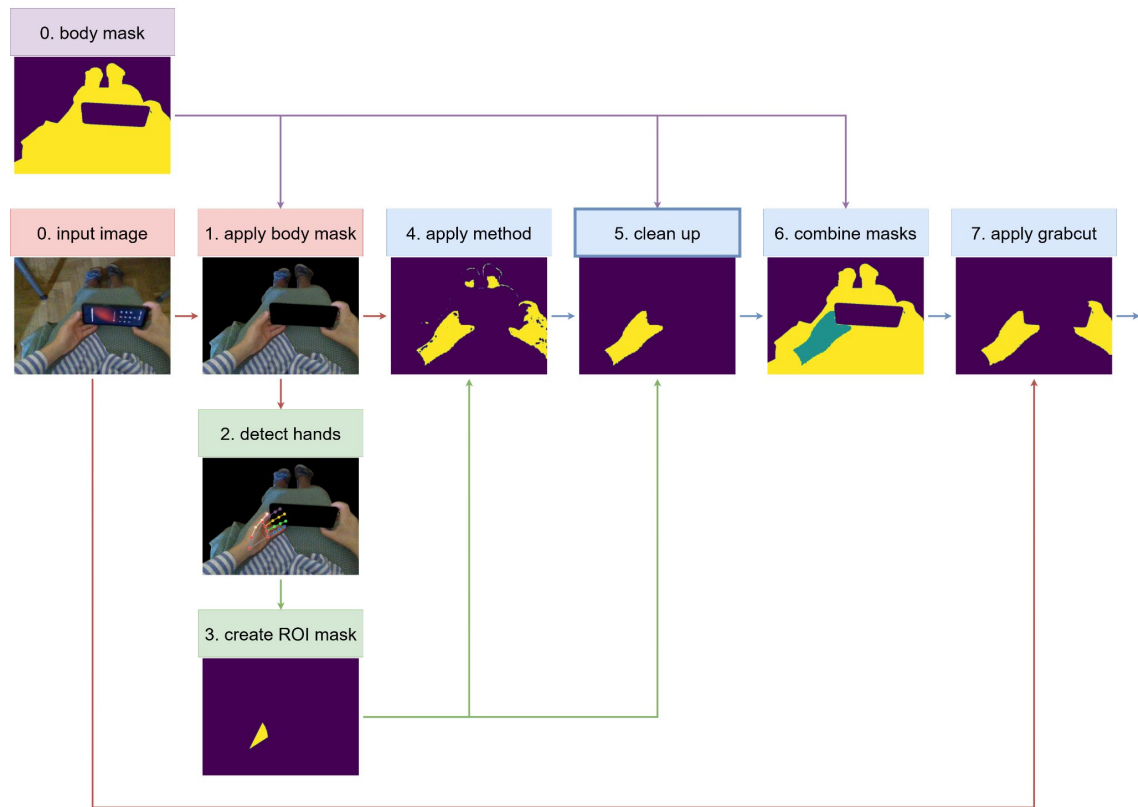 0. body mask
0. input image
1. apply body mask
4. apply method
5. clean up
6. combine masks
7. apply grabcut
2. detect hands
3. create ROI mask